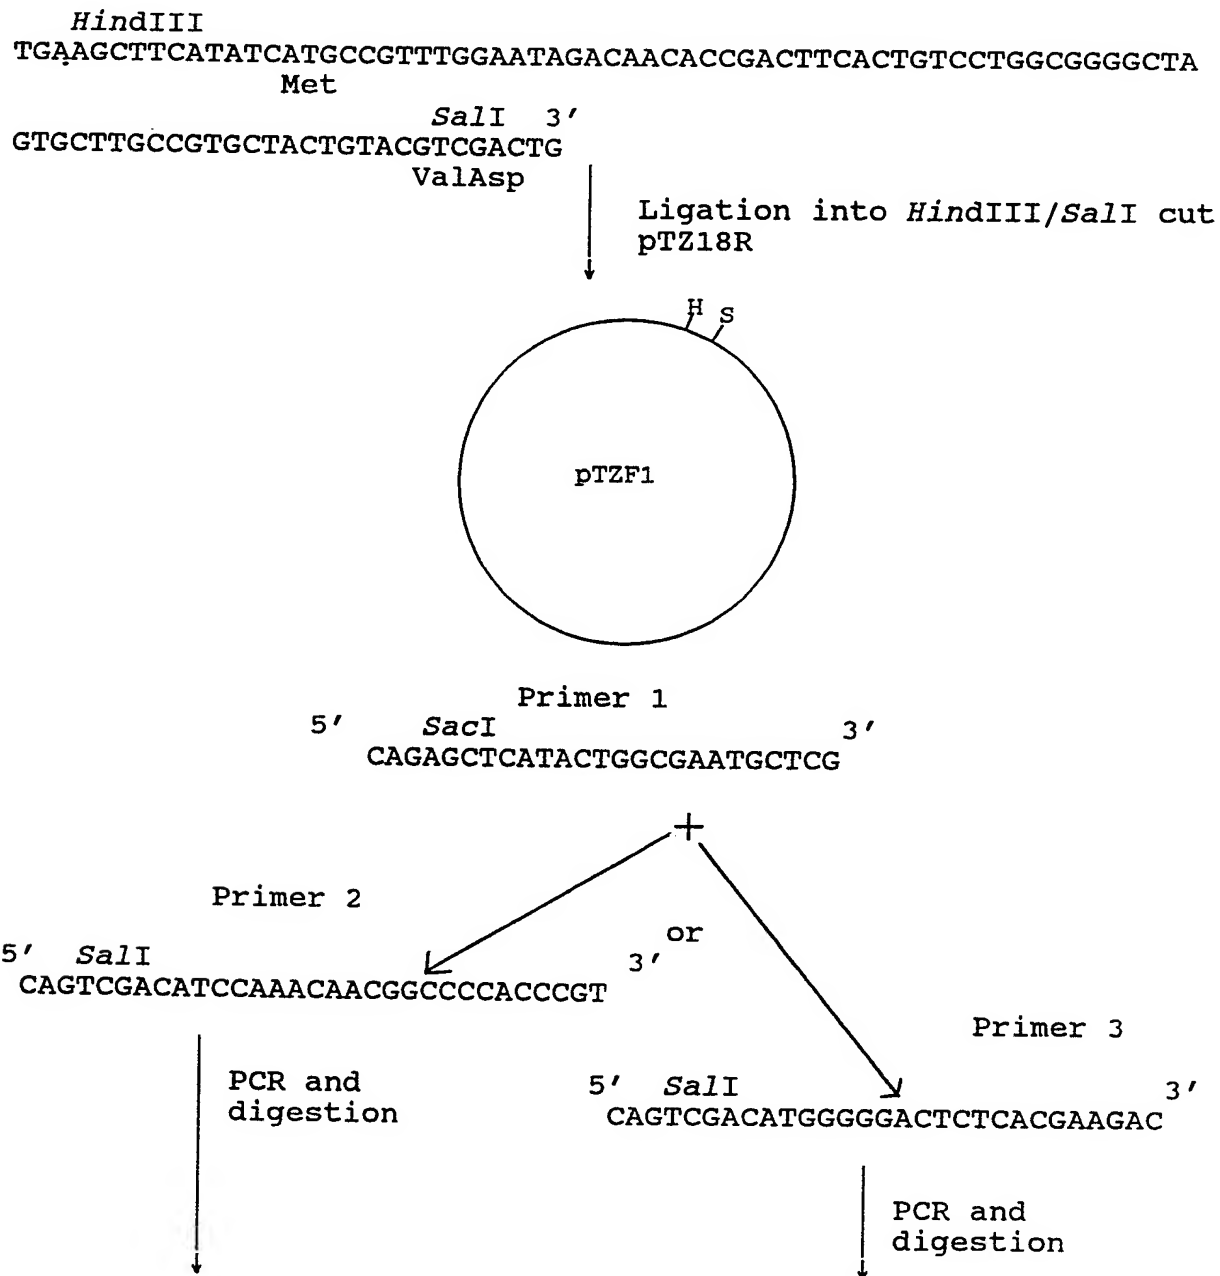 HindIII
TGAAGCTTCATATCATGCCGTTTGGAATAGACAACACCGACTTCACTGTCCTGGCGGGGCTA
Met
SalI 3′
GTGCTTGCCGTGCTACTGTACGTCGACTG
ValAsp
Ligation into HindIII/SalI cut
pTZ18R
H S
pTZF1
Primer 1
5′ SacI 3′
CAGAGCTCATACTGGCGAATGCTCG
+
Primer 2
or
5′ SalI 3′
CAGTCGACATCCAAACAACGGCCCCACCCGT
Primer 3
PCR and
digestion
5′ SalI 3′
CAGTCGACATGGGGGACTCTCACGAAGAC
PCR and
digestion